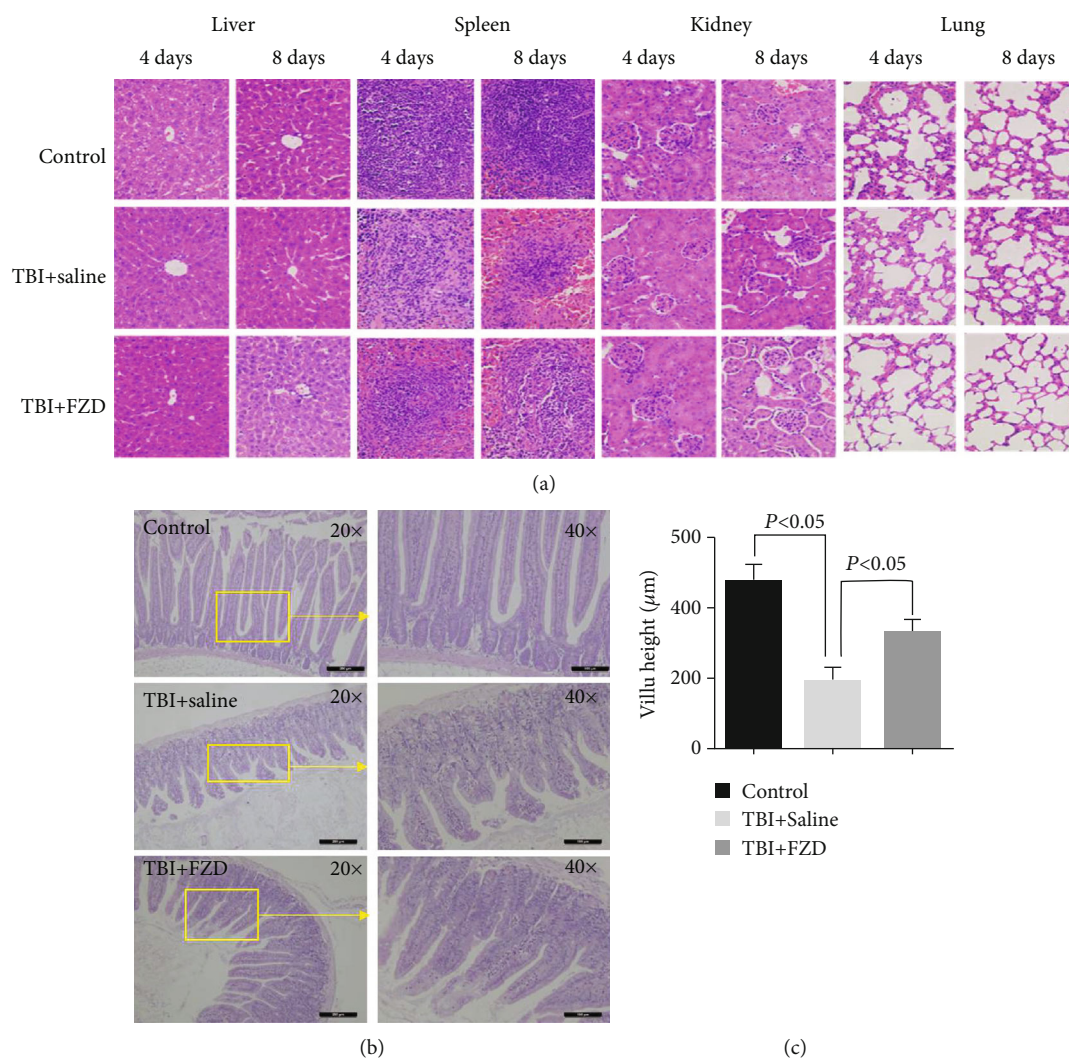 Liver Spleen Kidney Lung
4 days 8 days 4 days 8 days 4 days 8 days 4 days 8 days
Control
TBI+saline
TBI+FZD
(a)
Control 20× 40×
TBI+saline 20× 40×
TBI+FZD 20× 40×
(b)
P<0.05
P<0.05
Villu height (μm)
500
400
200
0
Control
TBI+Saline
TBI+FZD
(c)